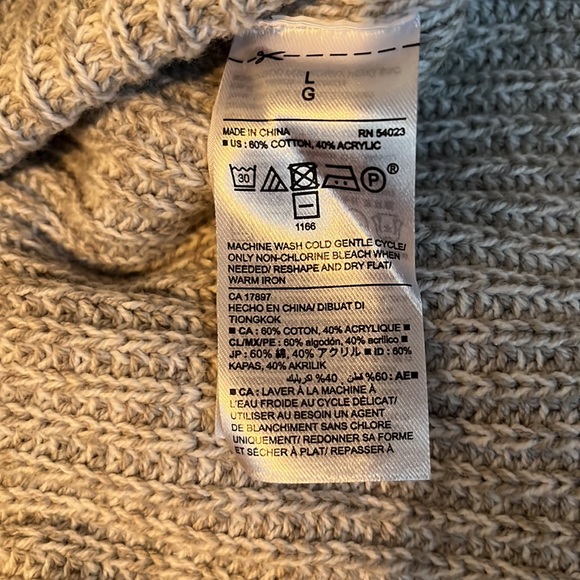 L
G
MADE IN CHINA RN 54023
■ US : 60% COTTON, 40% ACRYLIC
30 P ®
1166
MACHINE WASH COLD GENTLE CYCLE/
ONLY NON-CHLORINE BLEACH WHEN
NEEDED/ RESHAPE AND DRY FLAT/
WARM IRON
CA 17897
HECHO EN CHINA/ DIBUAT DI
TIONGKOK
■ CA : 60% COTON, 40% ACRYLIQUE ■
CL/MX/PE : 60% algodón, 40% acrílico ■
JP : 60% 綿, 40% アクリル ■ ID : 60%
KAPAS, 40% AKRILIK
■ AE : 60% قطن, 40% اكريليك
■ CA : LAVER À LA MACHINE À
L'EAU FROIDE AU CYCLE DÉLICAT/
UTILISER AU BESOIN UN AGENT
DE BLANCHIMENT SANS CHLORE
UNIQUEMENT/ REDONNER SA FORME
ET SÉCHER À PLAT/ REPASSER À